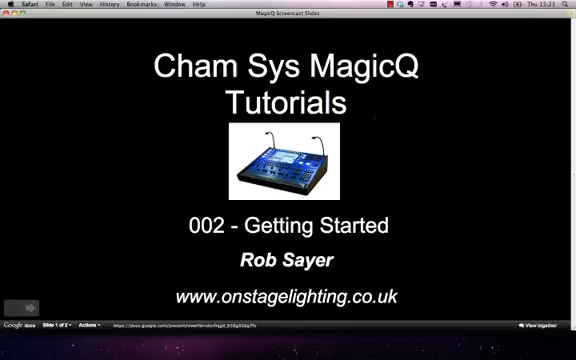 Safari File Edit View History Bookmarks Window Help
Thu 15:21
MagicQ Screencast Slides
Cham Sys MagicQ
Tutorials
002 - Getting Started
Rob Sayer
www.onstagelighting.co.uk
Google docs Slide 1 of 2 Actions
View together